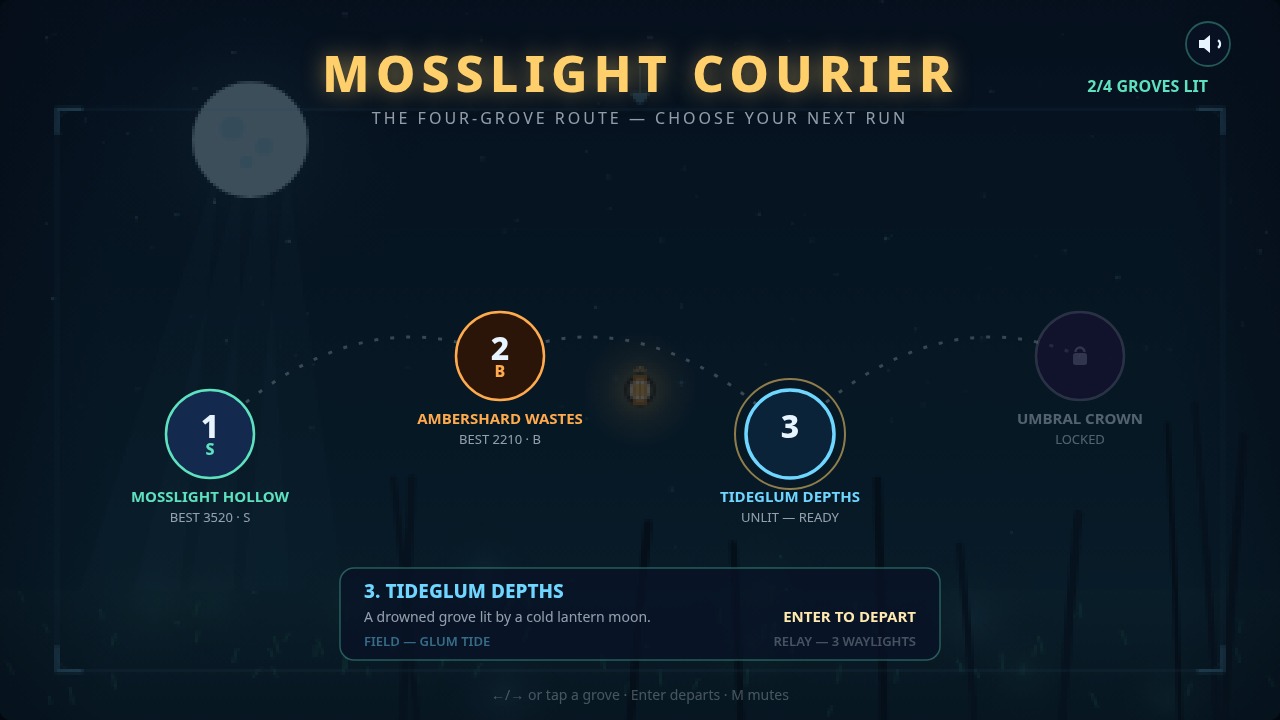 MOSSLIGHT COURIER
2/4 GROVES LIT
THE FOUR-GROVE ROUTE — CHOOSE YOUR NEXT RUN
1
S
MOSSLIGHT HOLLOW
BEST 3520 · S
2
B
AMBERSHARD WASTES
BEST 2210 · B
3
TIDEGLUM DEPTHS
UNLIT — READY
UMBRAL CROWN
LOCKED
3. TIDEGLUM DEPTHS
A drowned grove lit by a cold lantern moon.
ENTER TO DEPART
FIELD — GLUM TIDE
RELAY — 3 WAYLIGHTS
←/→ or tap a grove · Enter departs · M mutes